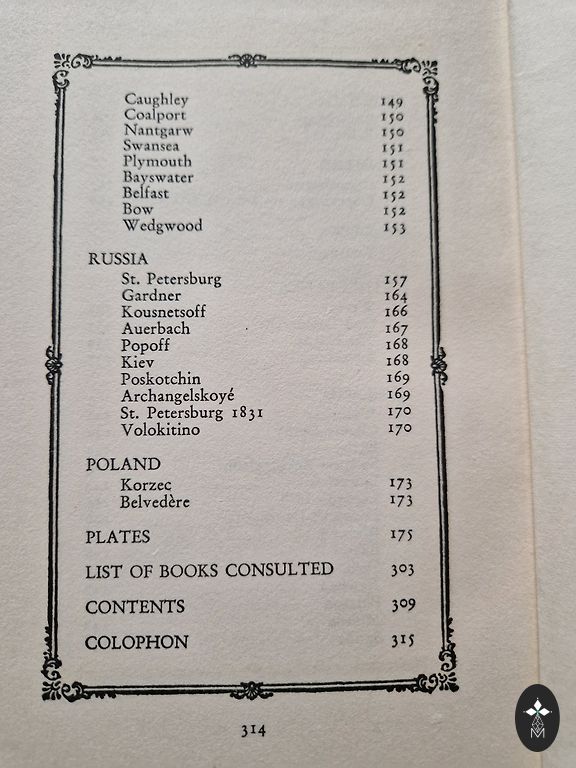 Caughley 149
Coalport 150
Nantgarw 150
Swansea 151
Plymouth 151
Bayswater 152
Belfast 152
Bow 152
Wedgwood 153
RUSSIA
St. Petersburg 157
Gardner 164
Kousnetsoff 166
Auerbach 167
Popoff 168
Kiev 168
Poskotchin 169
Archangelskoyé 169
St. Petersburg 1831 170
Volokitino 170
POLAND
Korzec 173
Belvedère 173
PLATES 175
LIST OF BOOKS CONSULTED 303
CONTENTS 309
COLOPHON 315
314
M